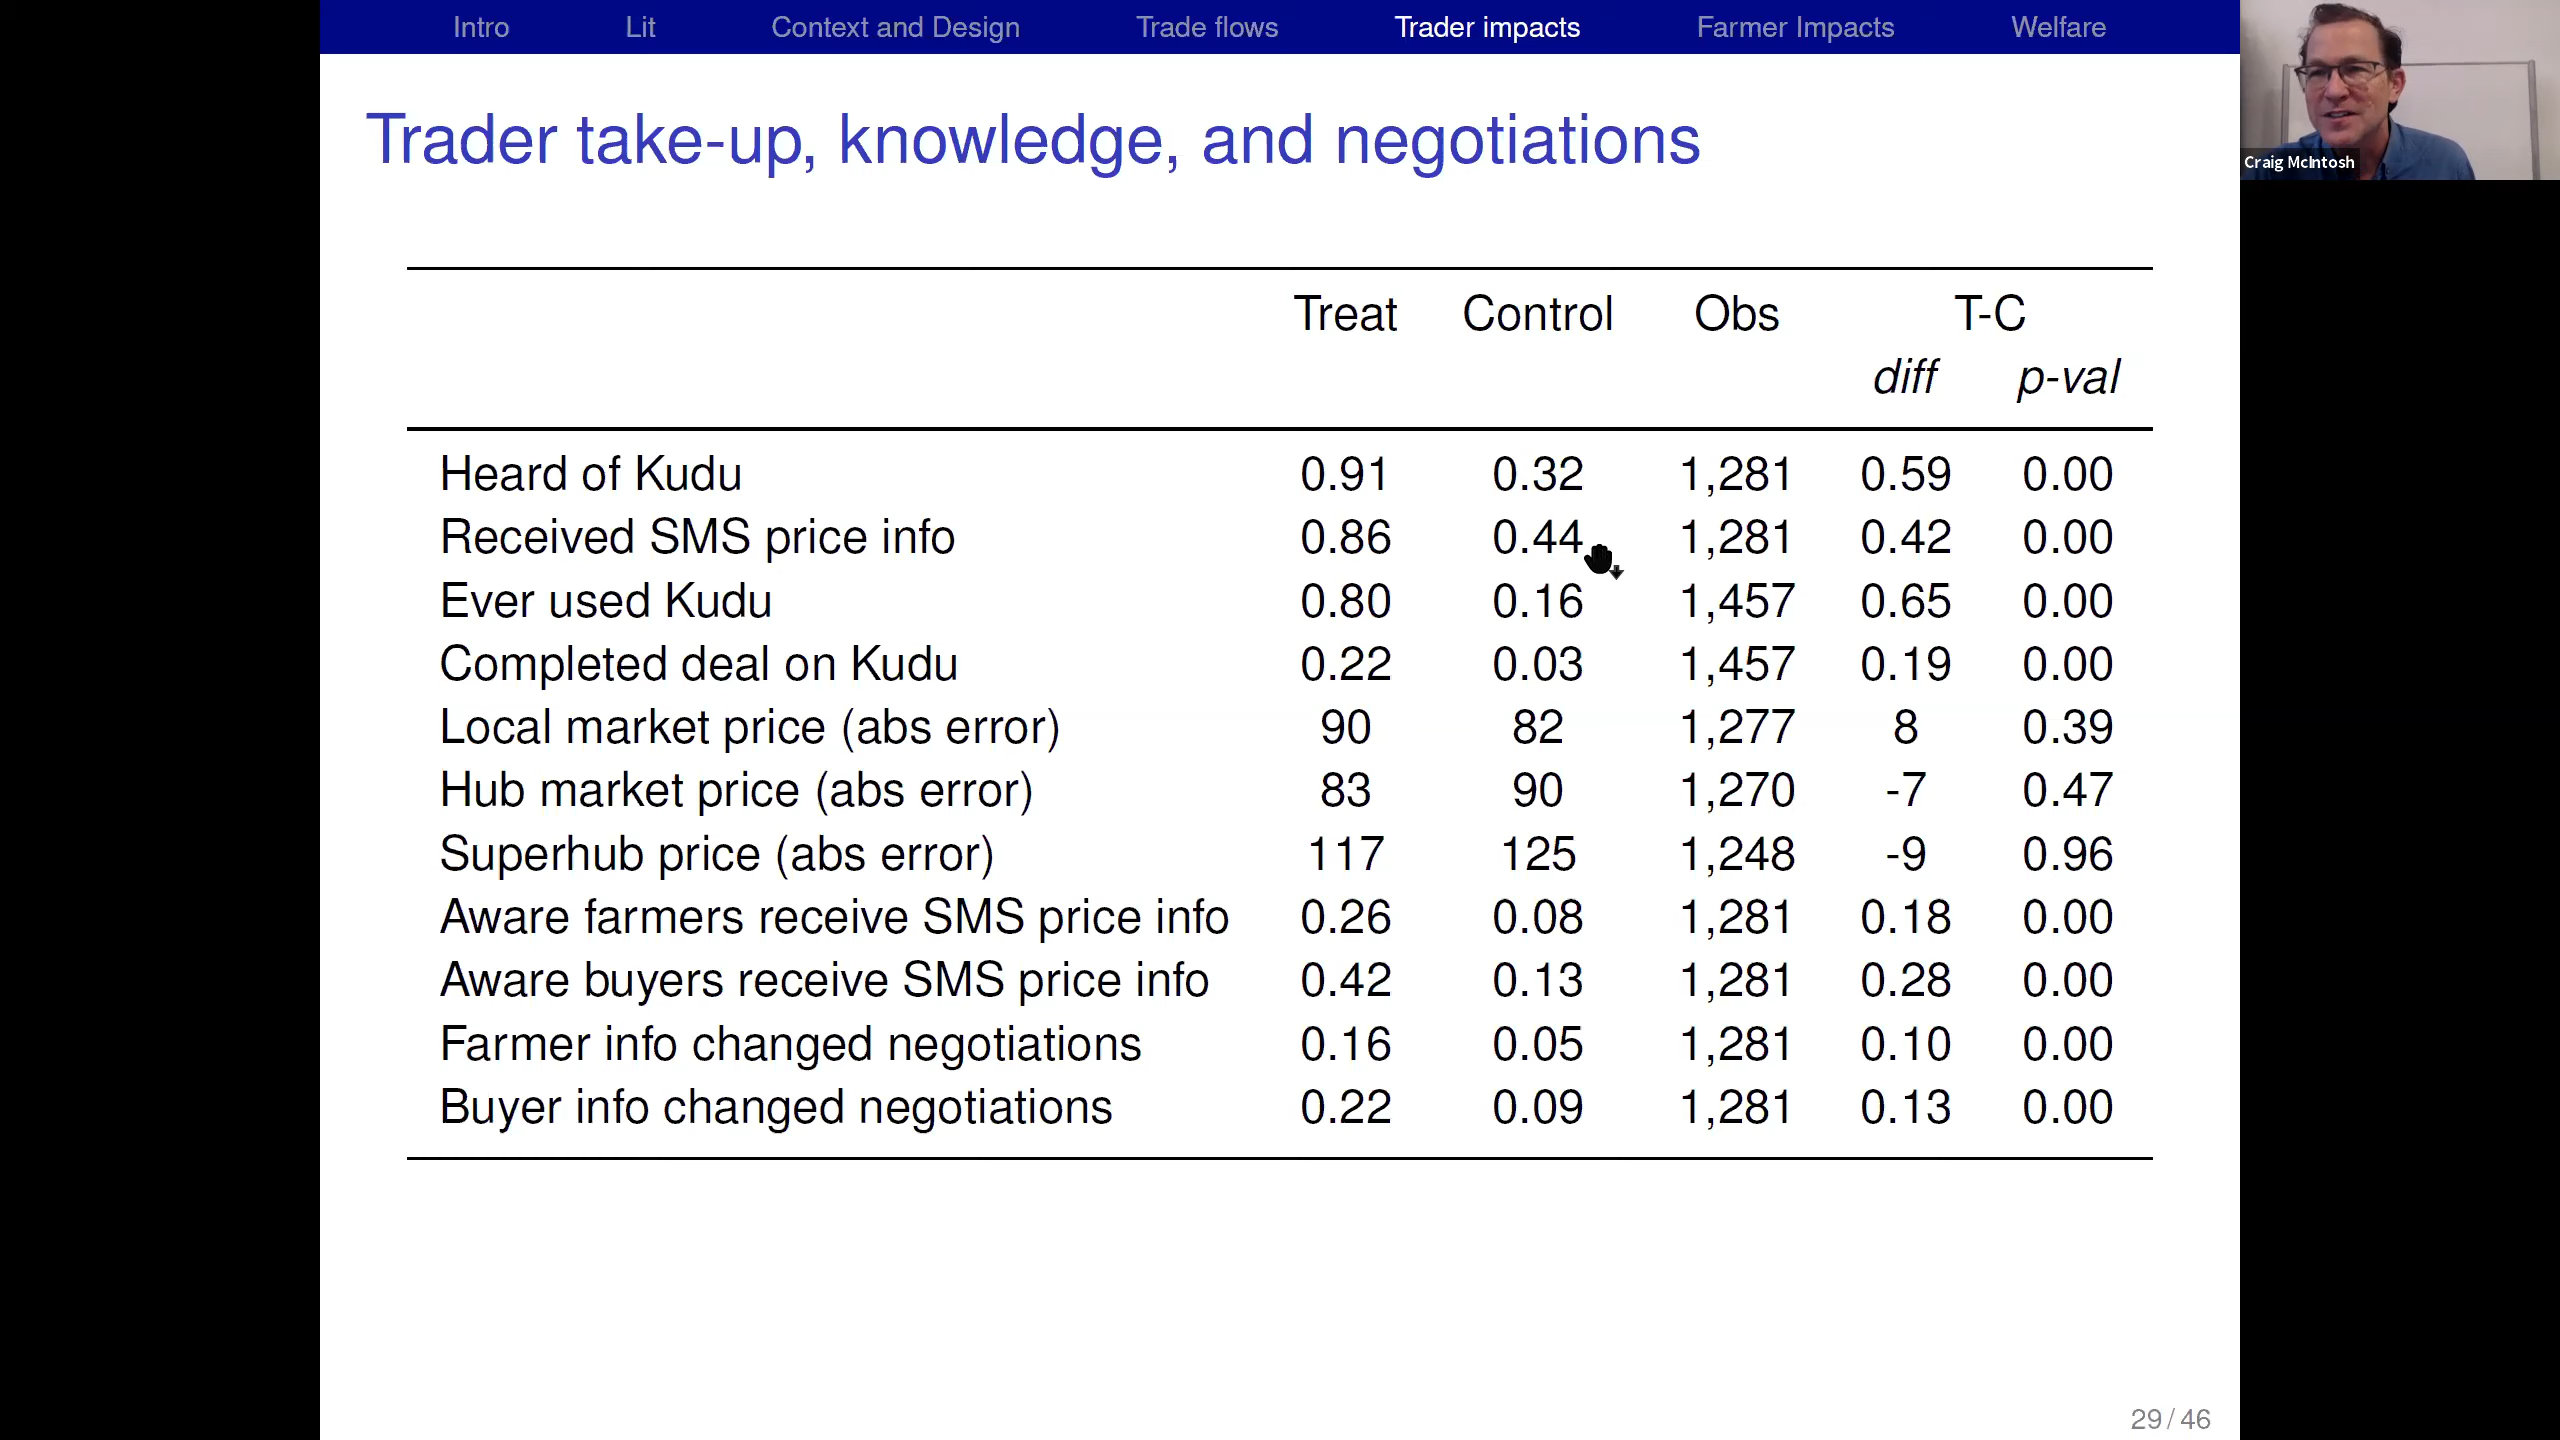 Intro Lit Context and Design Trade flows Trader impacts Farmer Impacts Welfare
Craig McIntosh
Trader take-up, knowledge, and negotiations
Treat Control Obs T-C
diff p-val
Heard of Kudu 0.91 0.32 1,281 0.59 0.00
Received SMS price info 0.86 0.44 1,281 0.42 0.00
Ever used Kudu 0.80 0.16 1,457 0.65 0.00
Completed deal on Kudu 0.22 0.03 1,457 0.19 0.00
Local market price (abs error) 90 82 1,277 8 0.39
Hub market price (abs error) 83 90 1,270 -7 0.47
Superhub price (abs error) 117 125 1,248 -9 0.96
Aware farmers receive SMS price info 0.26 0.08 1,281 0.18 0.00
Aware buyers receive SMS price info 0.42 0.13 1,281 0.28 0.00
Farmer info changed negotiations 0.16 0.05 1,281 0.10 0.00
Buyer info changed negotiations 0.22 0.09 1,281 0.13 0.00
29 / 46